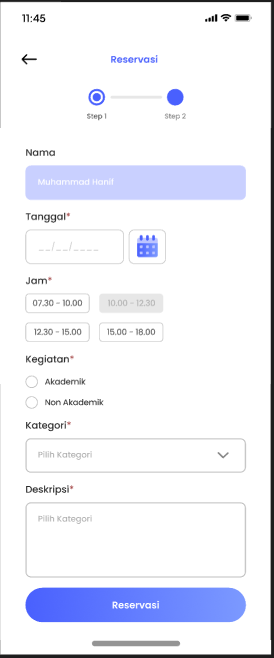 11:45
Reservasi
Step 1
Step 2
Nama
Muhammad Hanif
Tanggal*
__/__/____
Jam*
07.30 - 10.00
10.00 - 12.30
12.30 - 15.00
15.00 - 18.00
Kegiatan*
Akademik
Non Akademik
Kategori*
Pilih Kategori
Deskripsi*
Pilih Kategori
Reservasi